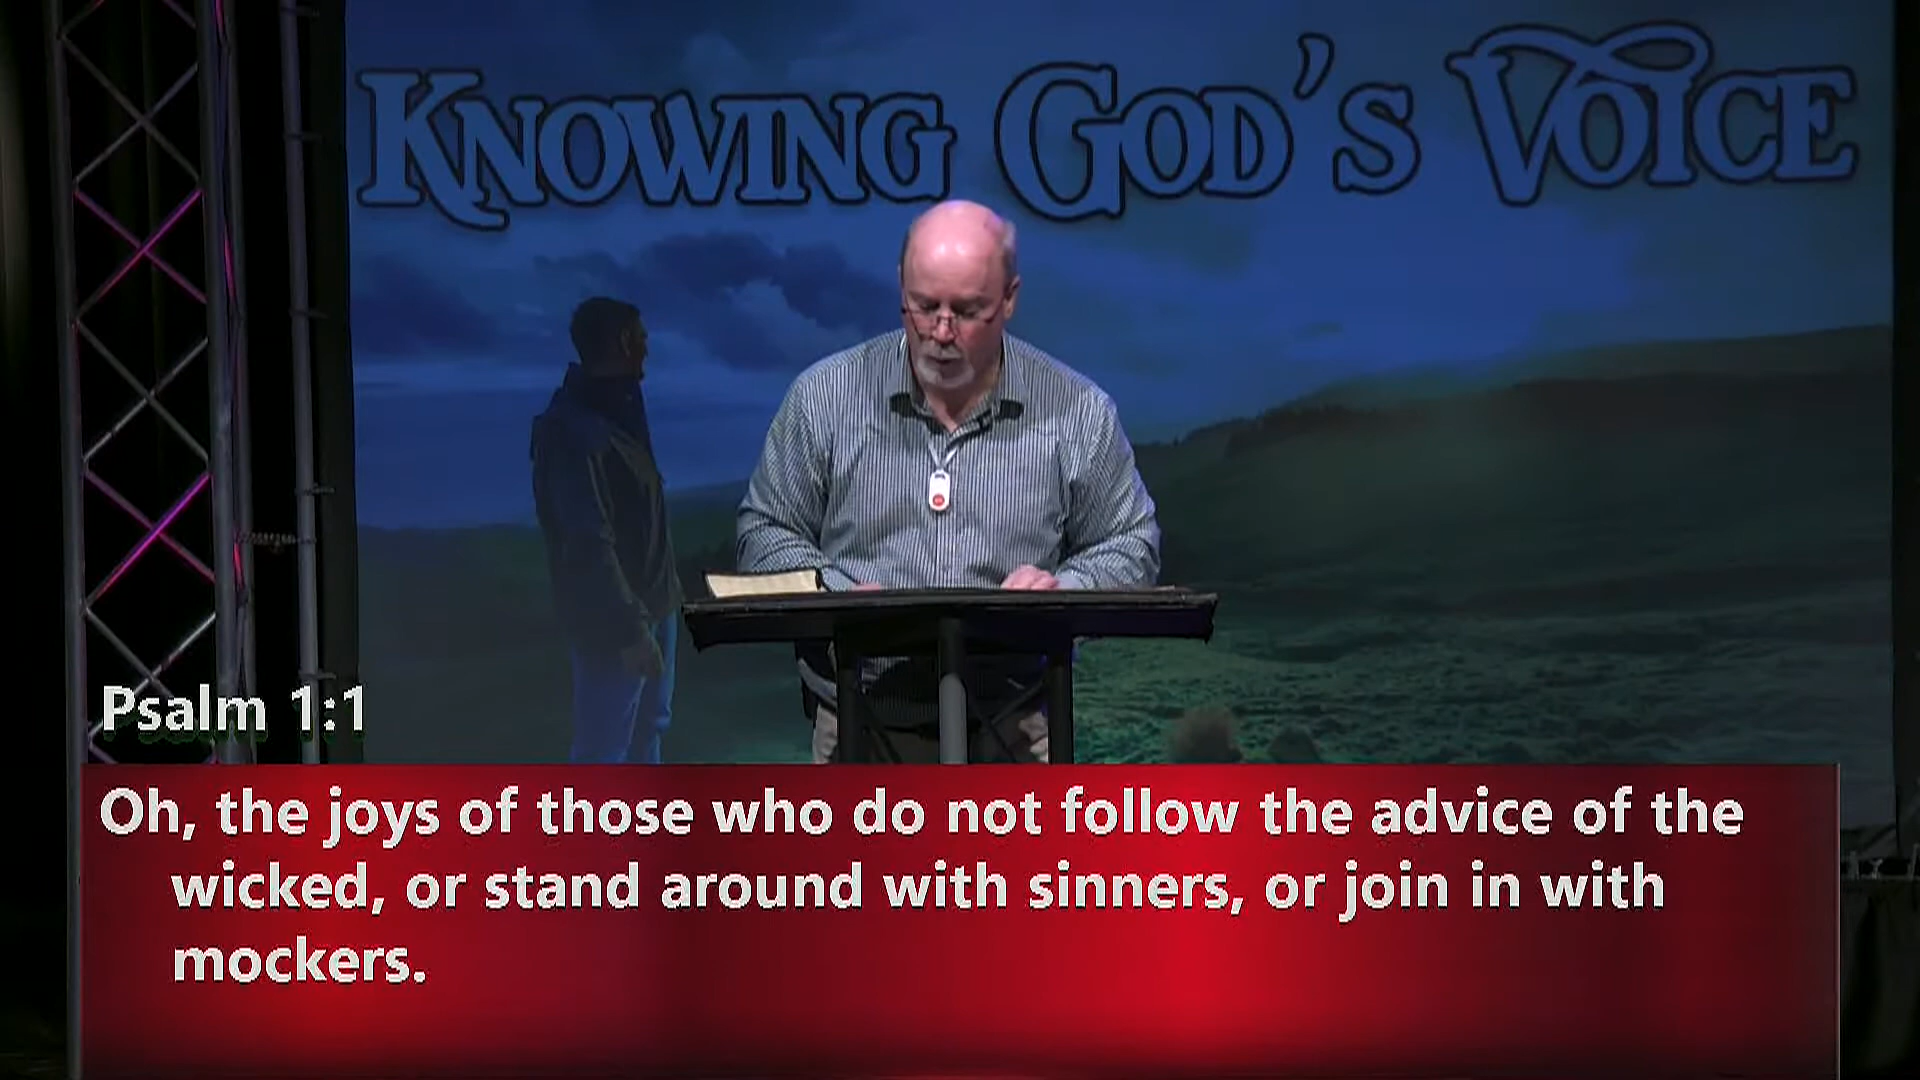 KNOWING GOD'S VOICE
Psalm 1:1
Oh, the joys of those who do not follow the advice of the
wicked, or stand around with sinners, or join in with
mockers.